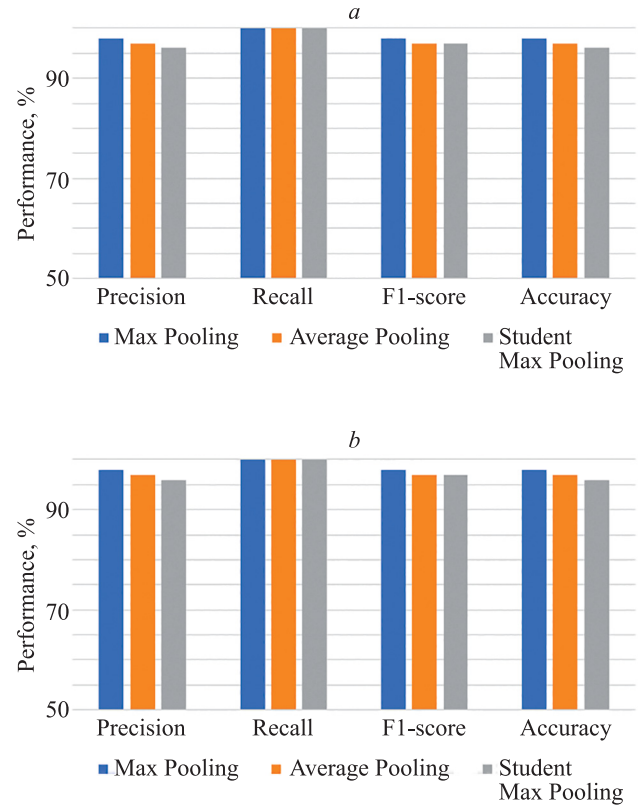 a
Performance, %
90
70
50
Precision Recall F1-score Accuracy
Max Pooling Average Pooling Student
Max Pooling
b
Performance, %
90
70
50
Precision Recall F1-score Accuracy
Max Pooling Average Pooling Student
Max Pooling